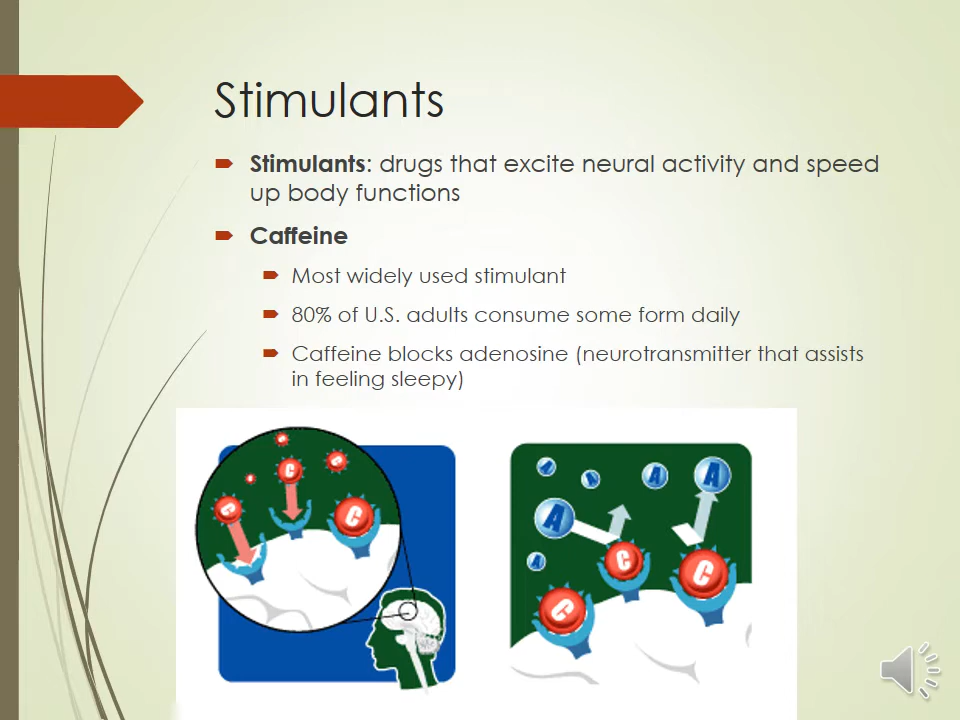 Stimulants
Stimulants: drugs that excite neural activity and speed
up body functions
Caffeine
Most widely used stimulant
80% of U.S. adults consume some form daily
Caffeine blocks adenosine (neurotransmitter that assists
in feeling sleepy)
C
C
C
C
C
A
A
A
A
A
A
C
C
C